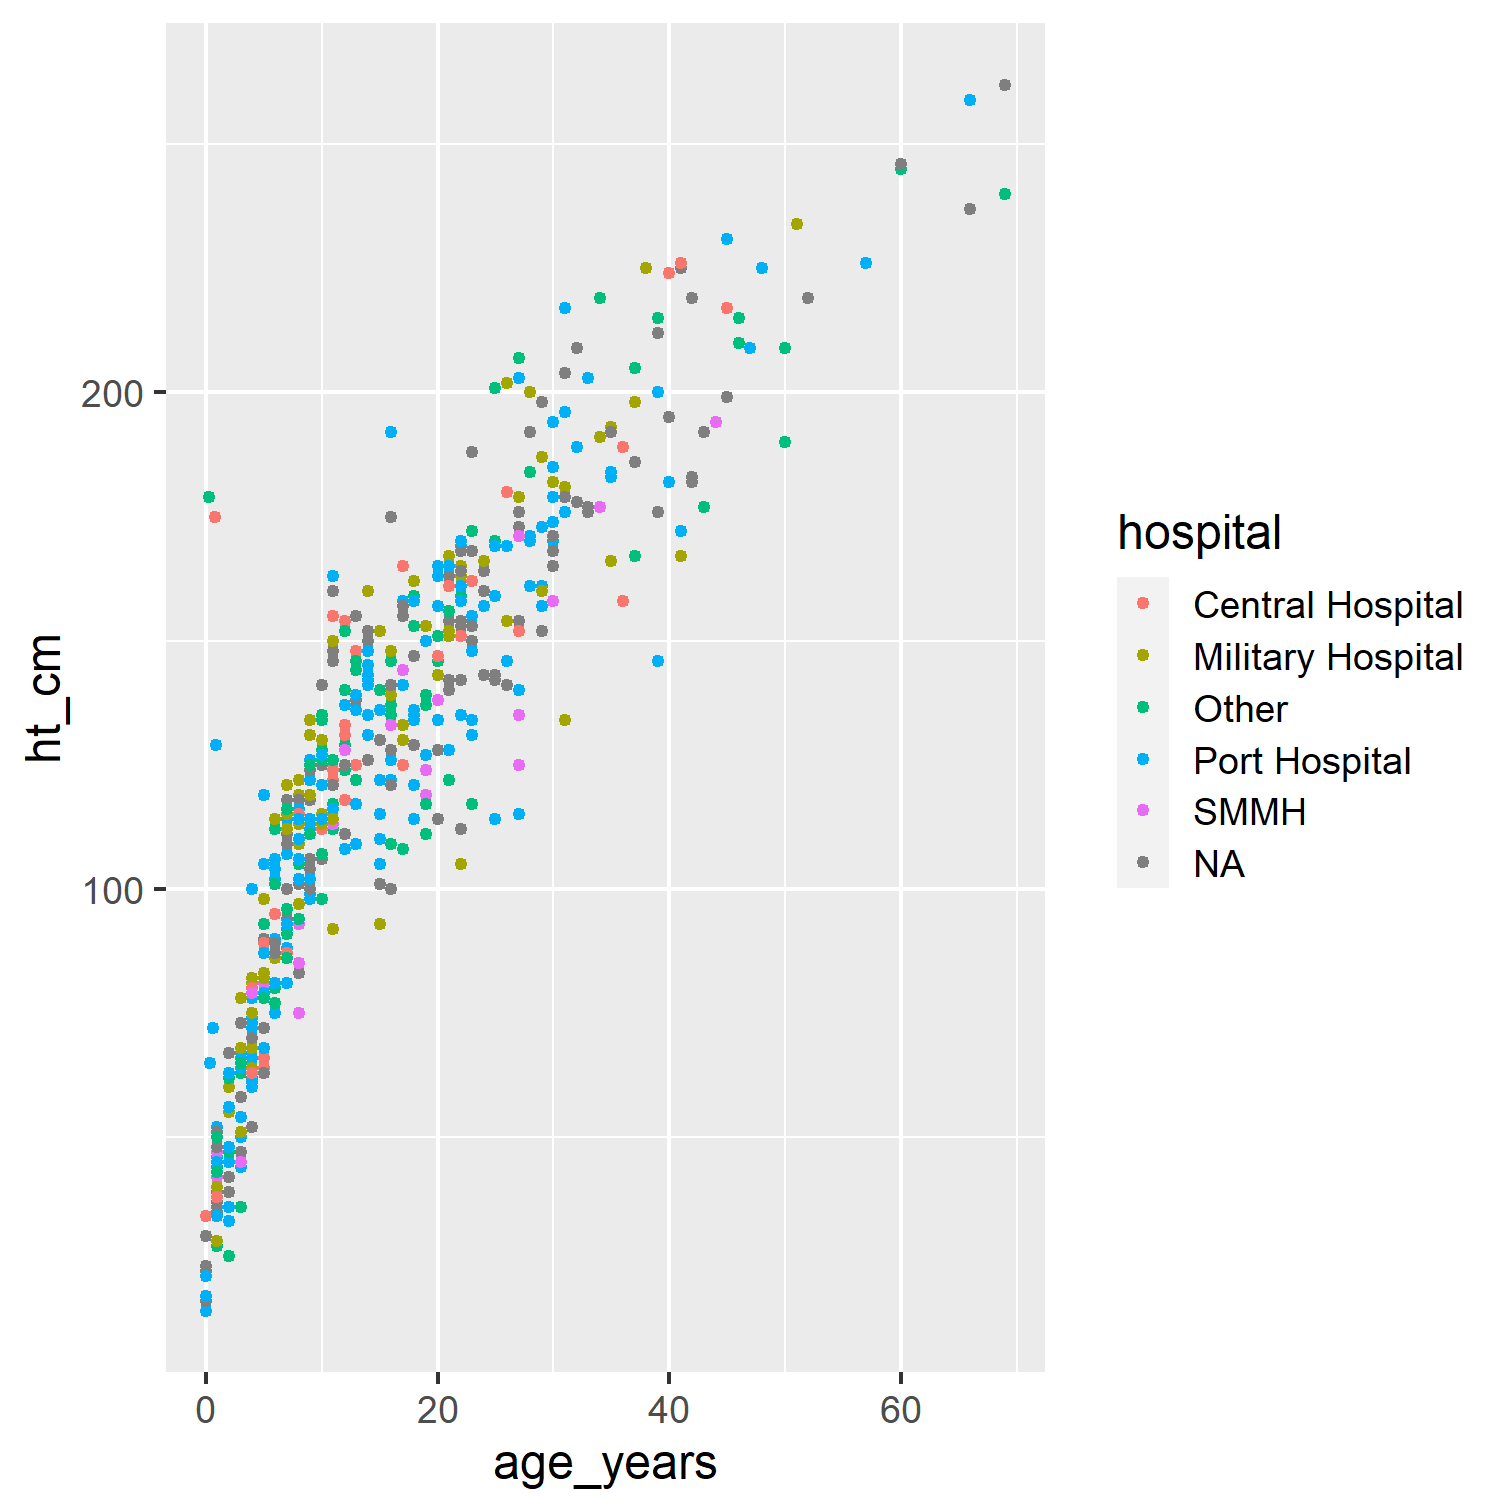 200
100
ht_cm
0 20 40 60
age_years
hospital
Central Hospital
Military Hospital
Other
Port Hospital
SMMH
NA